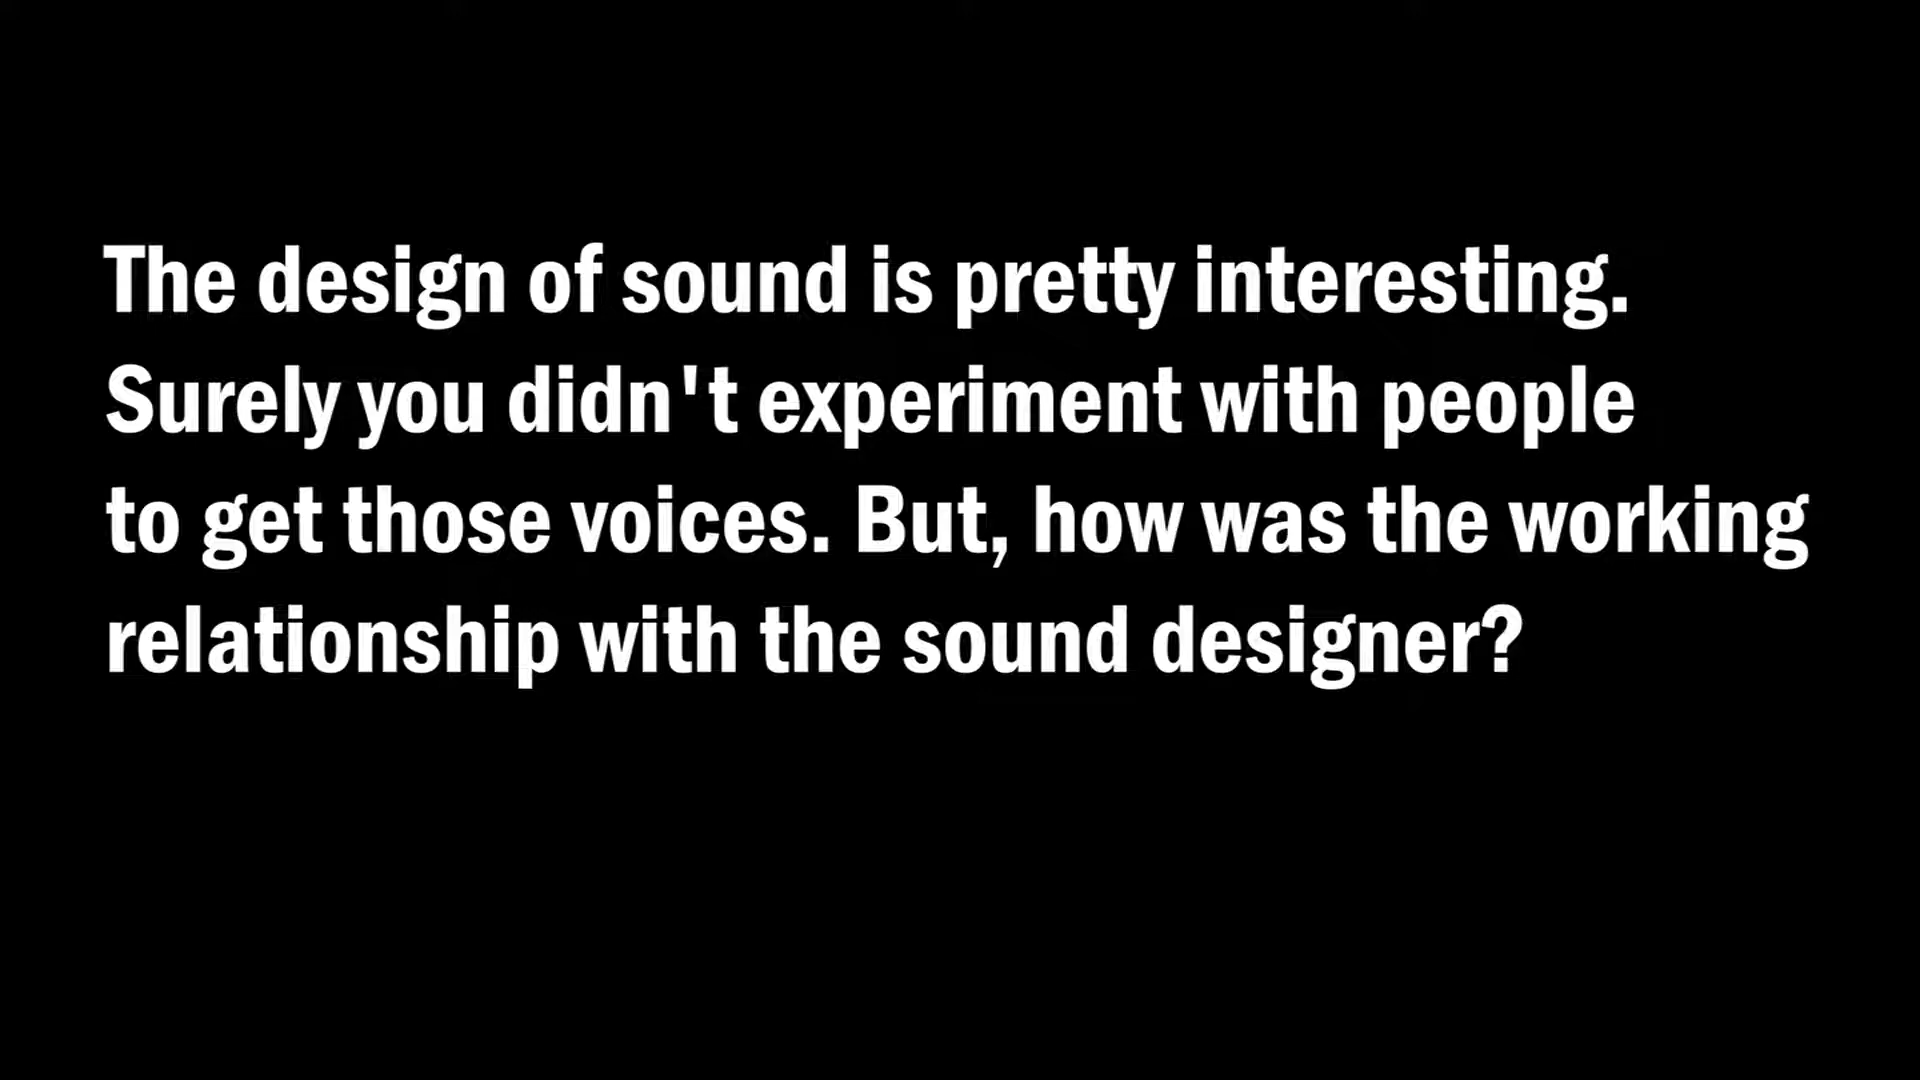 The design of sound is pretty interesting.
Surely you didn't experiment with people
to get those voices. But, how was the working
relationship with the sound designer?